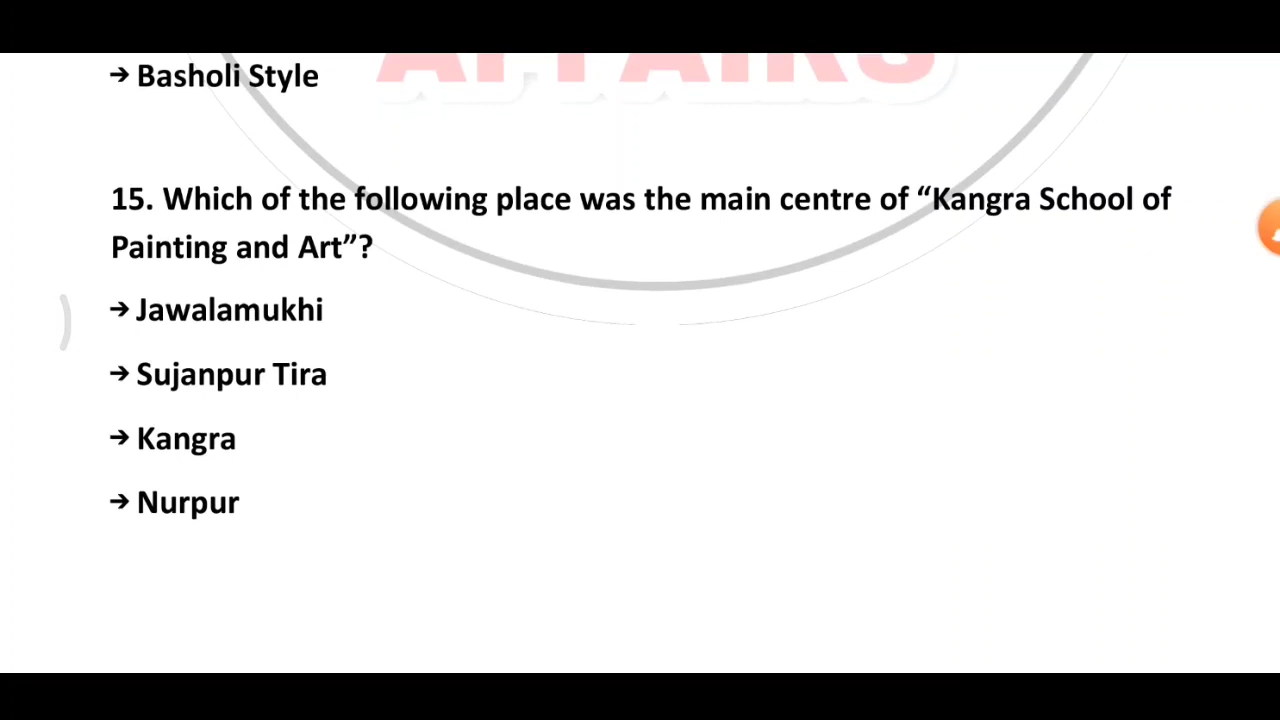 AFFAIRS
→ Basholi Style
15. Which of the following place was the main centre of “Kangra School of
Painting and Art”?
→ Jawalamukhi
→ Sujanpur Tira
→ Kangra
→ Nurpur